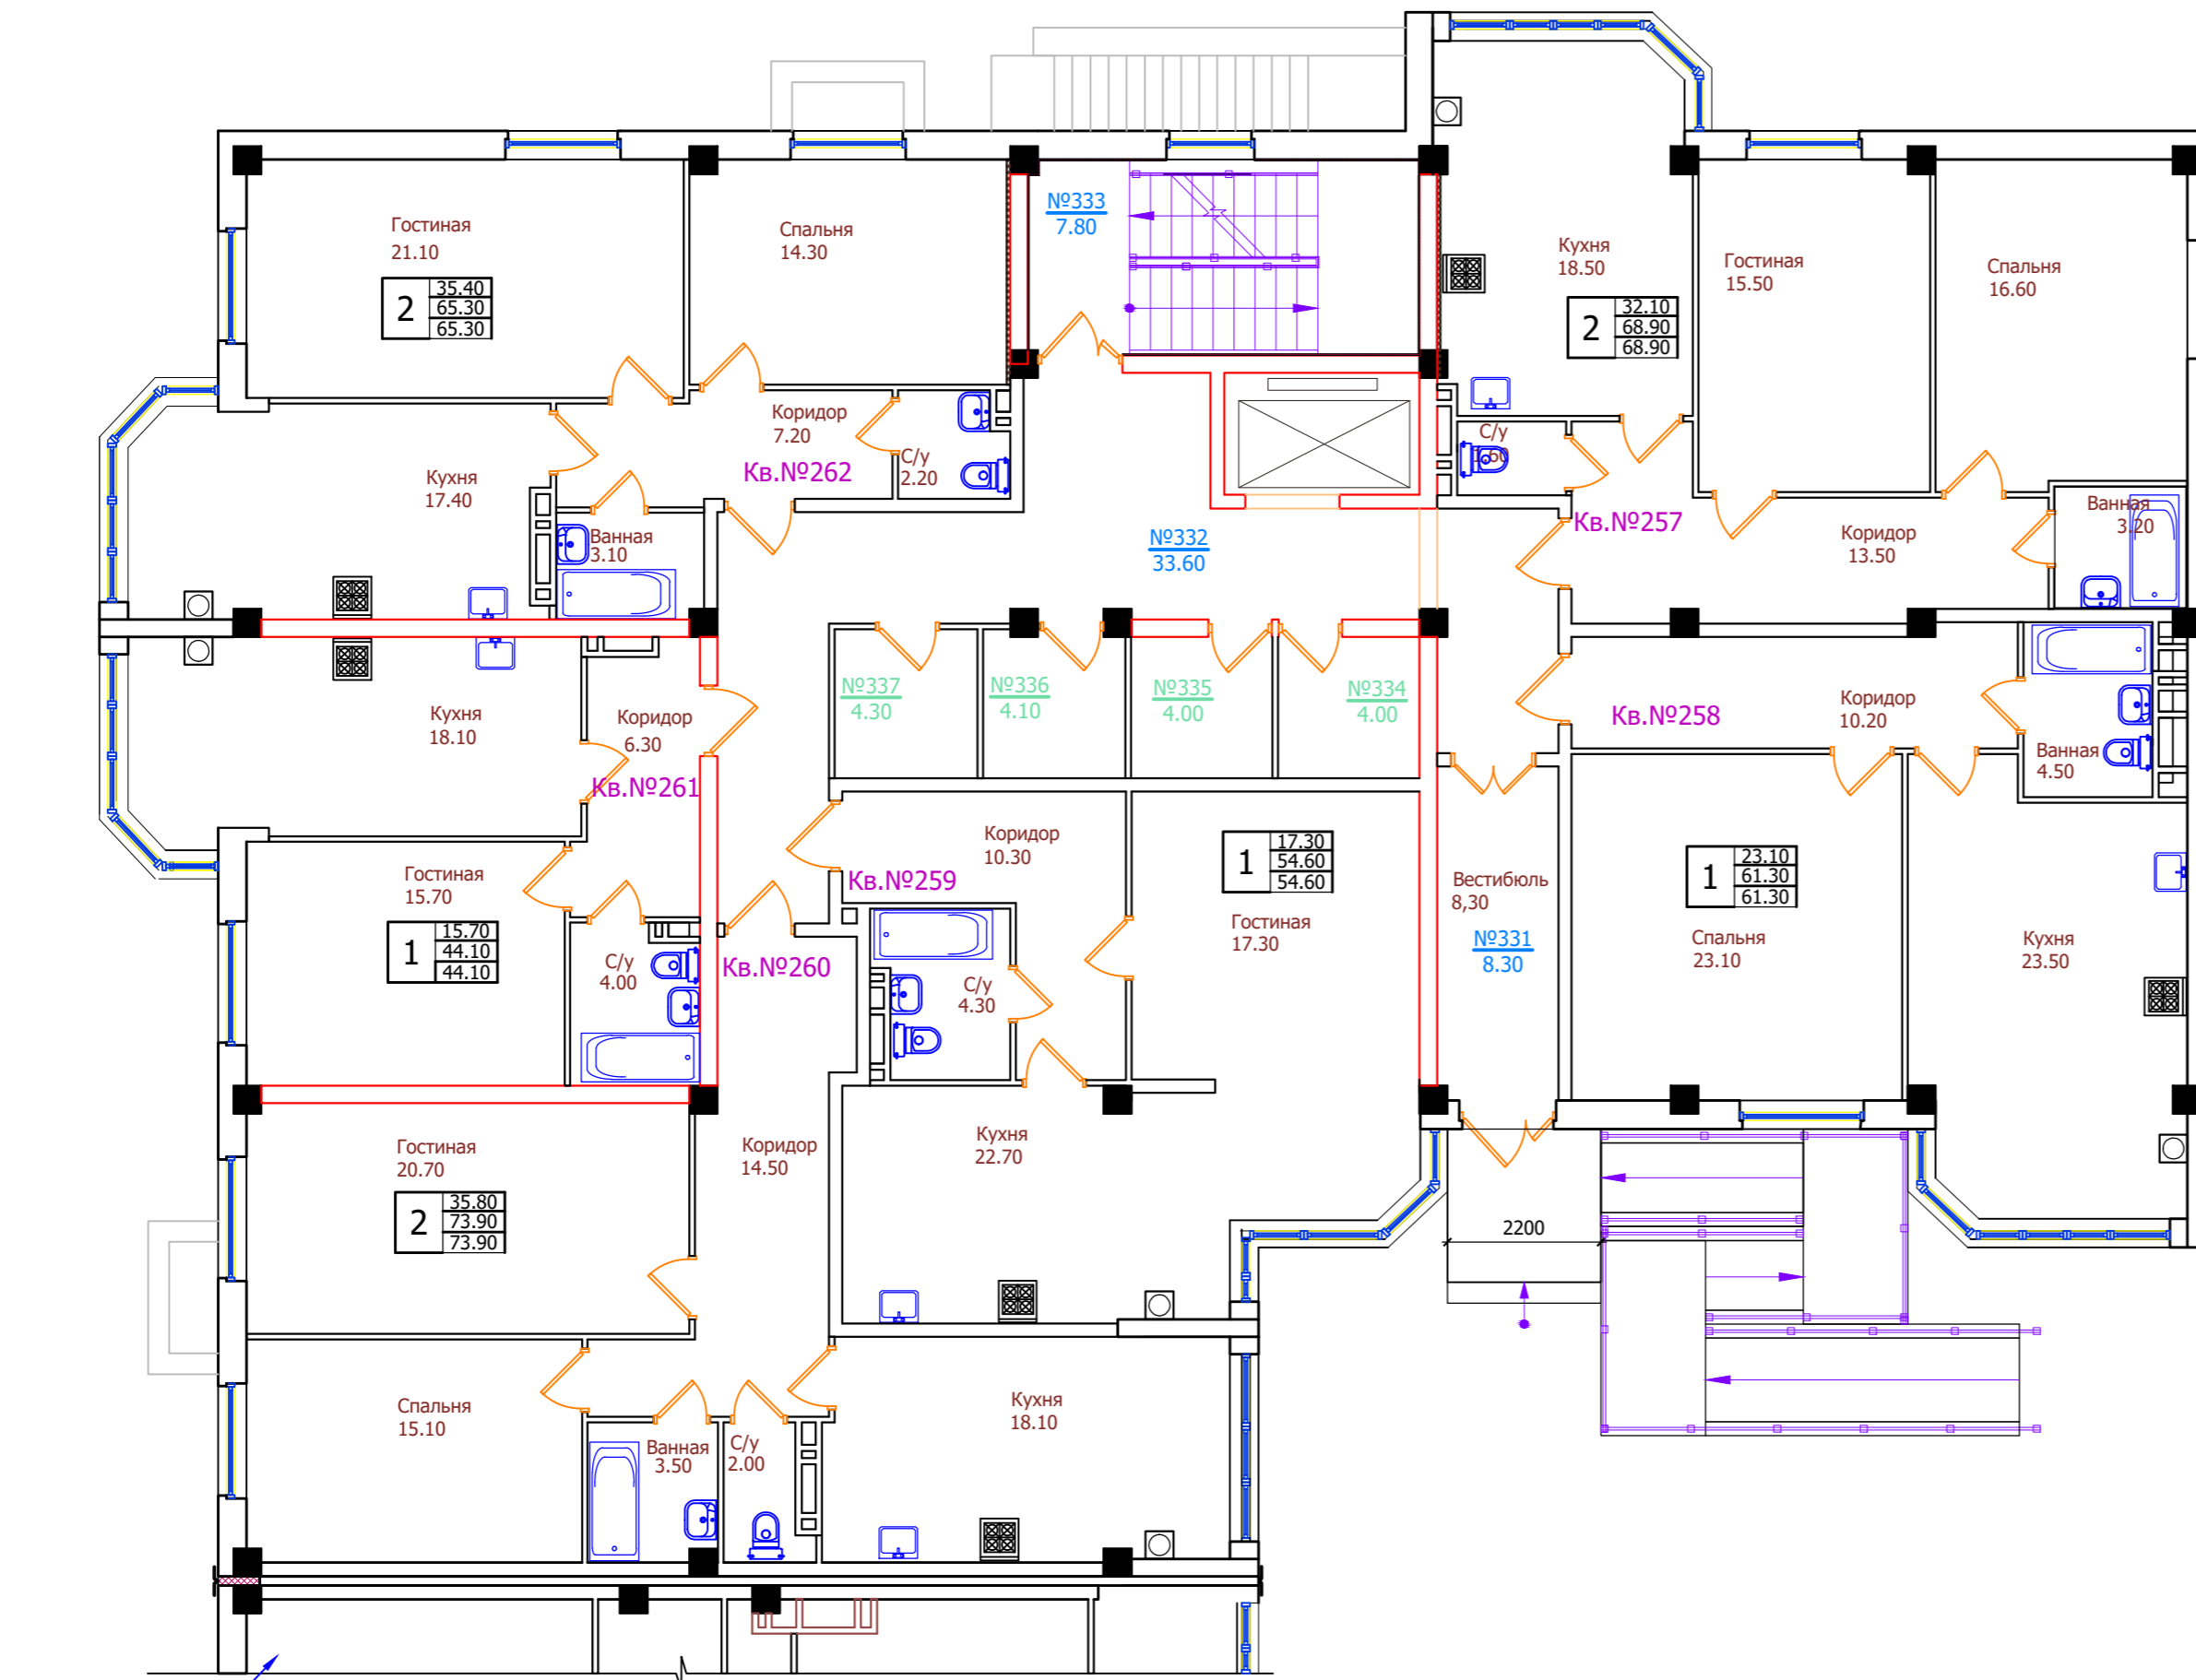 Гостиная
21.10
2
35.40
65.30
65.30
Спальня
14.30
№333
7.80
Кухня
18.50
2
32.10
68.90
68.90
Гостиная
15.50
Спальня
16.60
Коридор
7.20
Кв.№262
С/у
2.20
Кухня
17.40
Ванная
3.10
№332
33.60
С/у
1.60
Кв.№257
Коридор
13.50
Ванная
3.20
№337
4.30
№336
4.10
№335
4.00
№334
4.00
Кухня
18.10
Коридор
6.30
Кв.№261
Кв.№258
Коридор
10.20
Ванная
4.50
Гостиная
15.70
1
15.70
44.10
44.10
С/у
4.00
Коридор
10.30
Кв.№259
Кв.№260
С/у
4.30
1
17.30
54.60
54.60
Гостиная
17.30
Вестибюль
8,30
№331
8.30
1
23.10
61.30
61.30
Спальня
23.10
Кухня
23.50
Гостиная
20.70
2
35.80
73.90
73.90
Коридор
14.50
Кухня
22.70
2200
Спальня
15.10
Ванная
3.50
С/у
2.00
Кухня
18.10